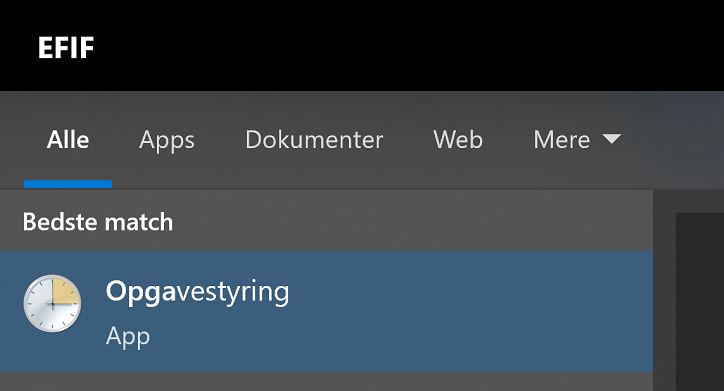 EFIF
Alle Apps Dokumenter Web Mere
Bedste match
Opgavestyring
App